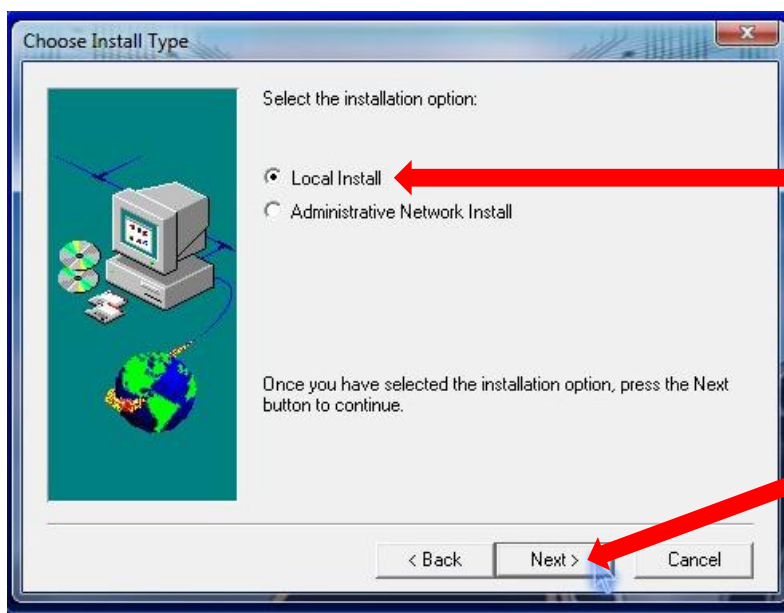 Choose Install Type
Select the installation option:
Local Install
Administrative Network Install
Once you have selected the installation option, press the Next
button to continue.
< Back
Next >
Cancel